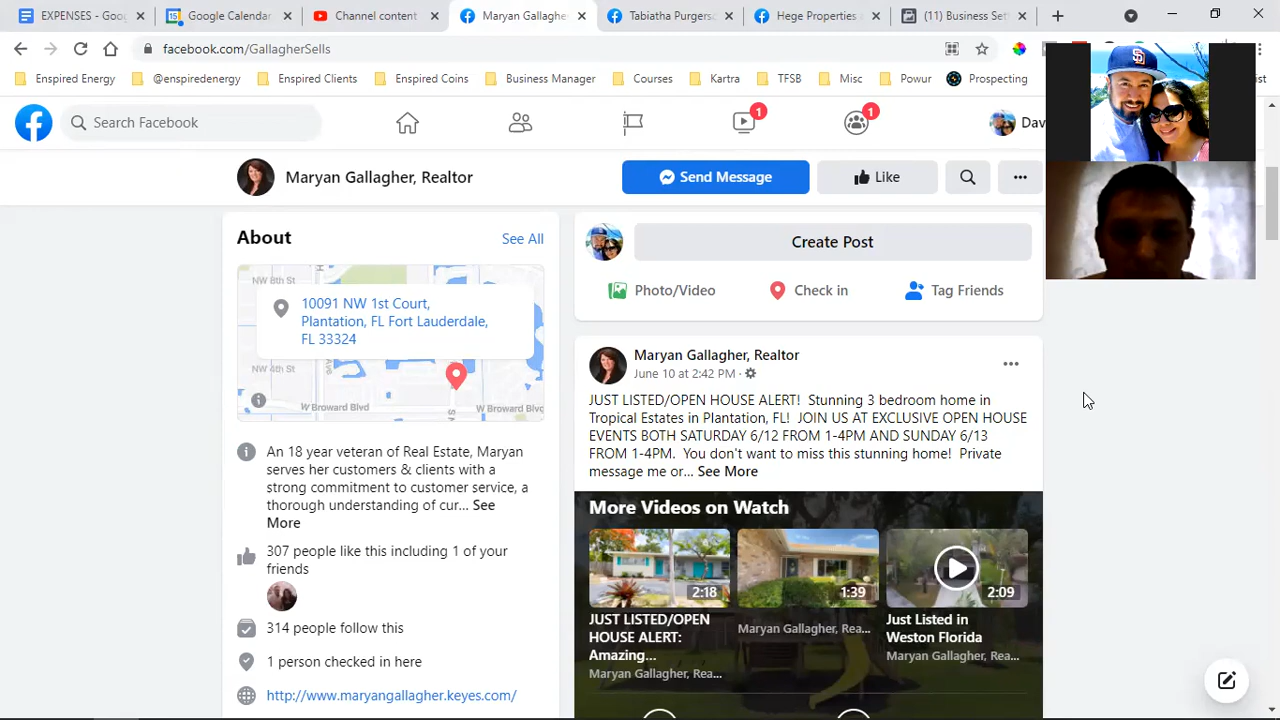 EXPENSES - Goog
Google Calendar
Channel content
Maryan Gallaghe
Tabiatha Purgers
Hege Properties a
(11) Business Set
facebook.com/GallagherSells
Enspired Energy
@enspiredenergy
Enspired Clients
Enspired Coins
Business Manager
Courses
Kartra
TFSB
Misc
Powur
Prospecting
Search Facebook
1
1
Dav
Maryan Gallagher, Realtor
Send Message
Like
About
See All
NW 8th St
10091 NW 1st Court,
Plantation, FL Fort Lauderdale,
FL 33324
NW 4th St
W Broward Blvd
W Broward Blvd
An 18 year veteran of Real Estate, Maryan
serves her customers & clients with a
strong commitment to customer service, a
thorough understanding of cur... See
More
307 people like this including 1 of your
friends
314 people follow this
1 person checked in here
http://www.maryangallagher.keyes.com/
Create Post
Photo/Video
Check in
Tag Friends
Maryan Gallagher, Realtor
June 10 at 2:42 PM ·
JUST LISTED/OPEN HOUSE ALERT! Stunning 3 bedroom home in
Tropical Estates in Plantation, FL! JOIN US AT EXCLUSIVE OPEN HOUSE
EVENTS BOTH SATURDAY 6/12 FROM 1-4PM AND SUNDAY 6/13
FROM 1-4PM. You don't want to miss this stunning home! Private
message me or... See More
More Videos on Watch
2:18
1:39
2:09
JUST LISTED/OPEN
HOUSE ALERT:
Amazing...
Maryan Gallagher, Rea...
Maryan Gallagher, Rea...
Just Listed in
Weston Florida
Maryan Gallagher, Rea...